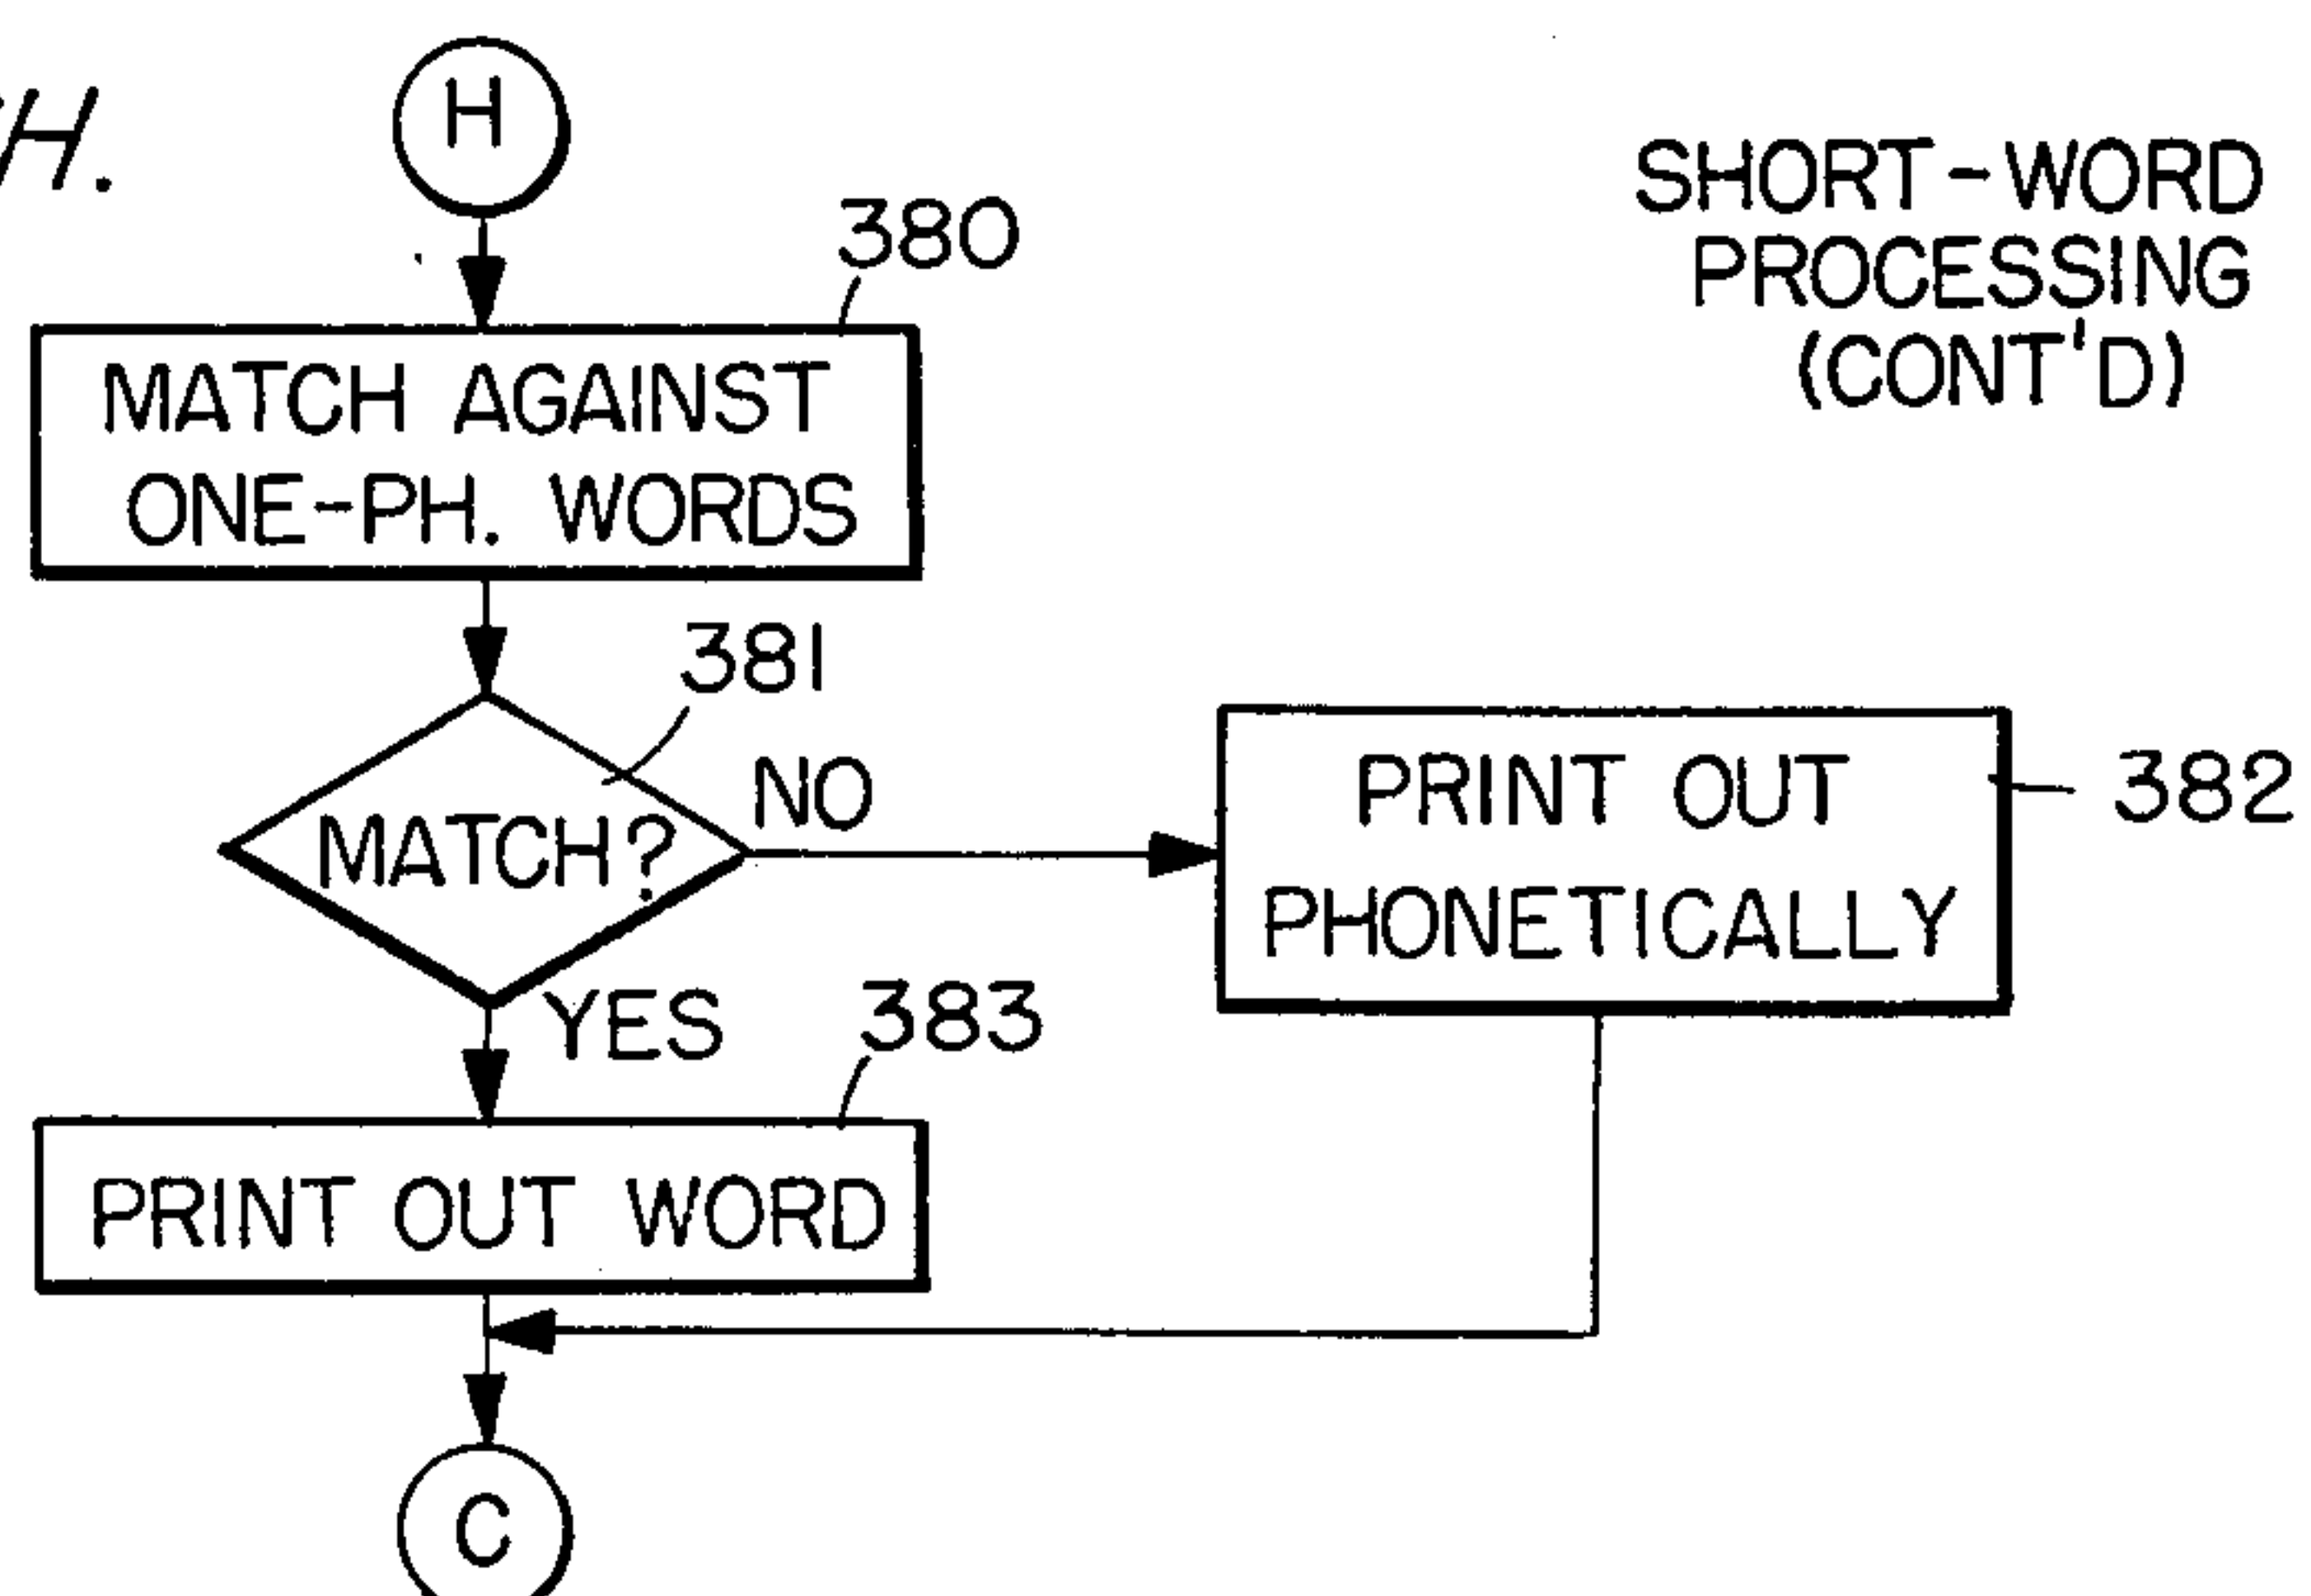 H.
H
380
SHORT-WORD
PROCESSING
(CONT'D)
MATCH AGAINST
ONE-PH. WORDS
381
NO
MATCH?
PRINT OUT
PHONETICALLY
382
YES
383
PRINT OUT WORD
C